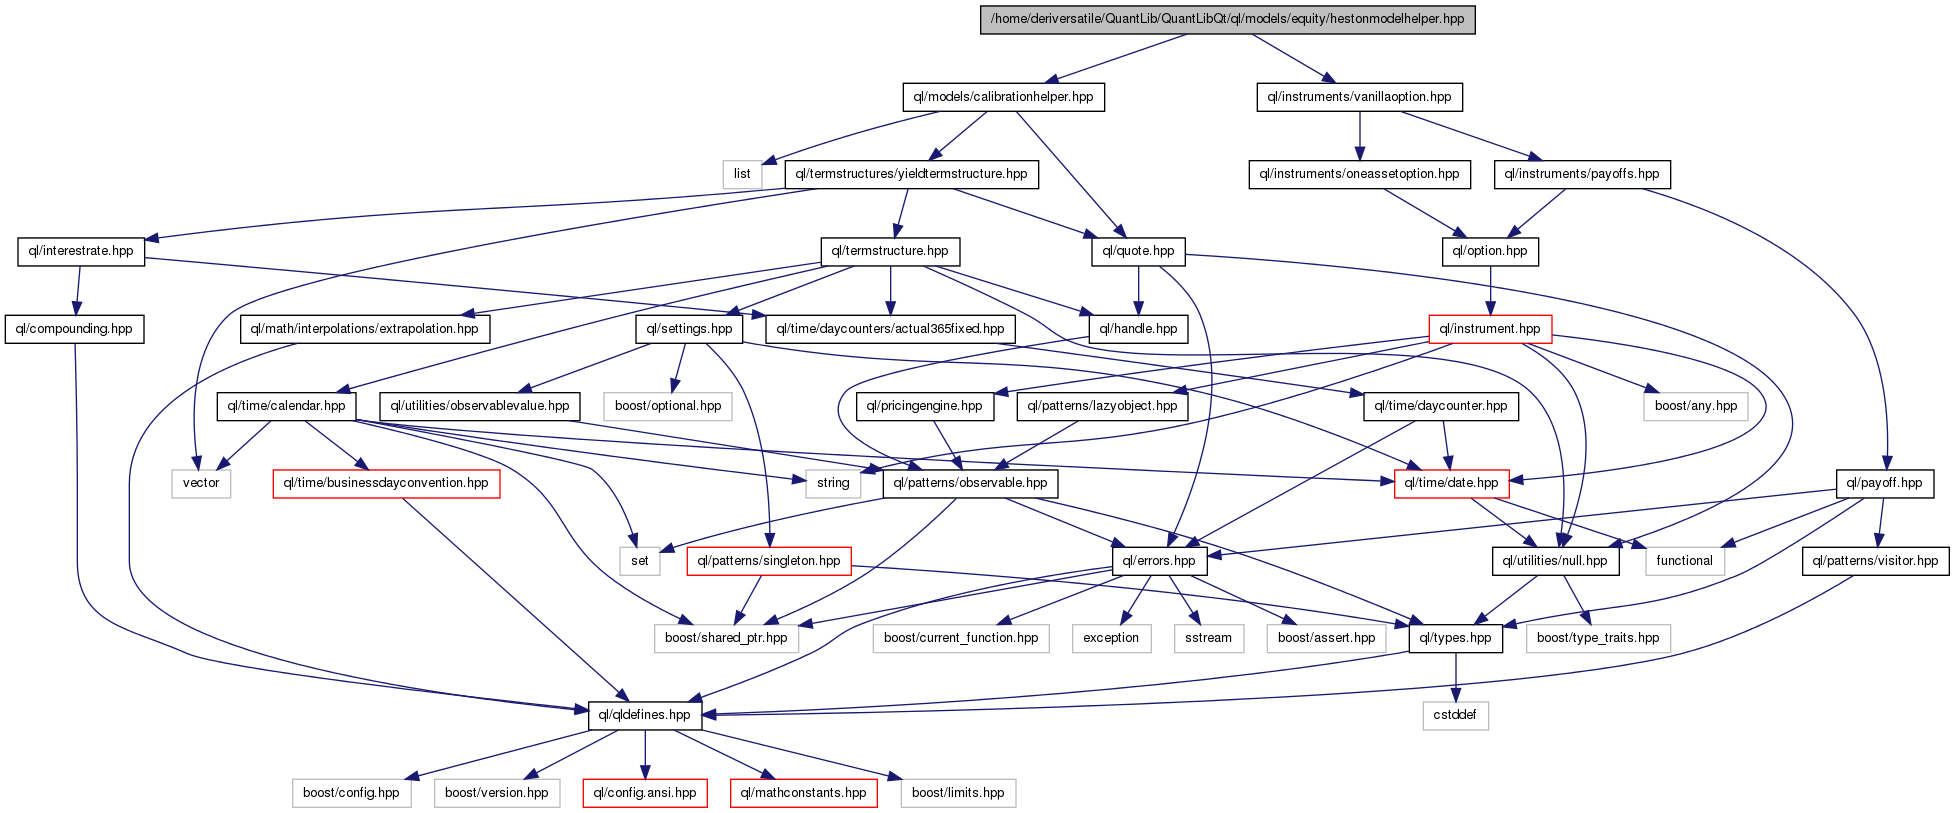 /home/deriversatile/QuantLib/QuantLibQt/ql/models/equity/hestonmodelhelper.hpp
ql/models/calibrationhelper.hpp
ql/instruments/vanillaoption.hpp
list
ql/termstructures/yieldtermstructure.hpp
ql/instruments/oneassetoption.hpp
ql/instruments/payoffs.hpp
ql/interestrate.hpp
ql/termstructure.hpp
ql/quote.hpp
ql/option.hpp
ql/compounding.hpp
ql/math/interpolations/extrapolation.hpp
ql/settings.hpp
ql/time/daycounters/actual365fixed.hpp
ql/handle.hpp
ql/instrument.hpp
ql/time/calendar.hpp
ql/utilities/observablevalue.hpp
boost/optional.hpp
ql/pricingengine.hpp
ql/patterns/lazyobject.hpp
ql/time/daycounter.hpp
boost/any.hpp
vector
ql/time/businessdayconvention.hpp
string
ql/patterns/observable.hpp
ql/time/date.hpp
ql/payoff.hpp
set
ql/patterns/singleton.hpp
ql/errors.hpp
ql/utilities/null.hpp
functional
ql/patterns/visitor.hpp
boost/shared_ptr.hpp
boost/current_function.hpp
exception
sstream
boost/assert.hpp
ql/types.hpp
boost/type_traits.hpp
ql/qldefines.hpp
cstddef
boost/config.hpp
boost/version.hpp
ql/config.ansi.hpp
ql/mathconstants.hpp
boost/limits.hpp